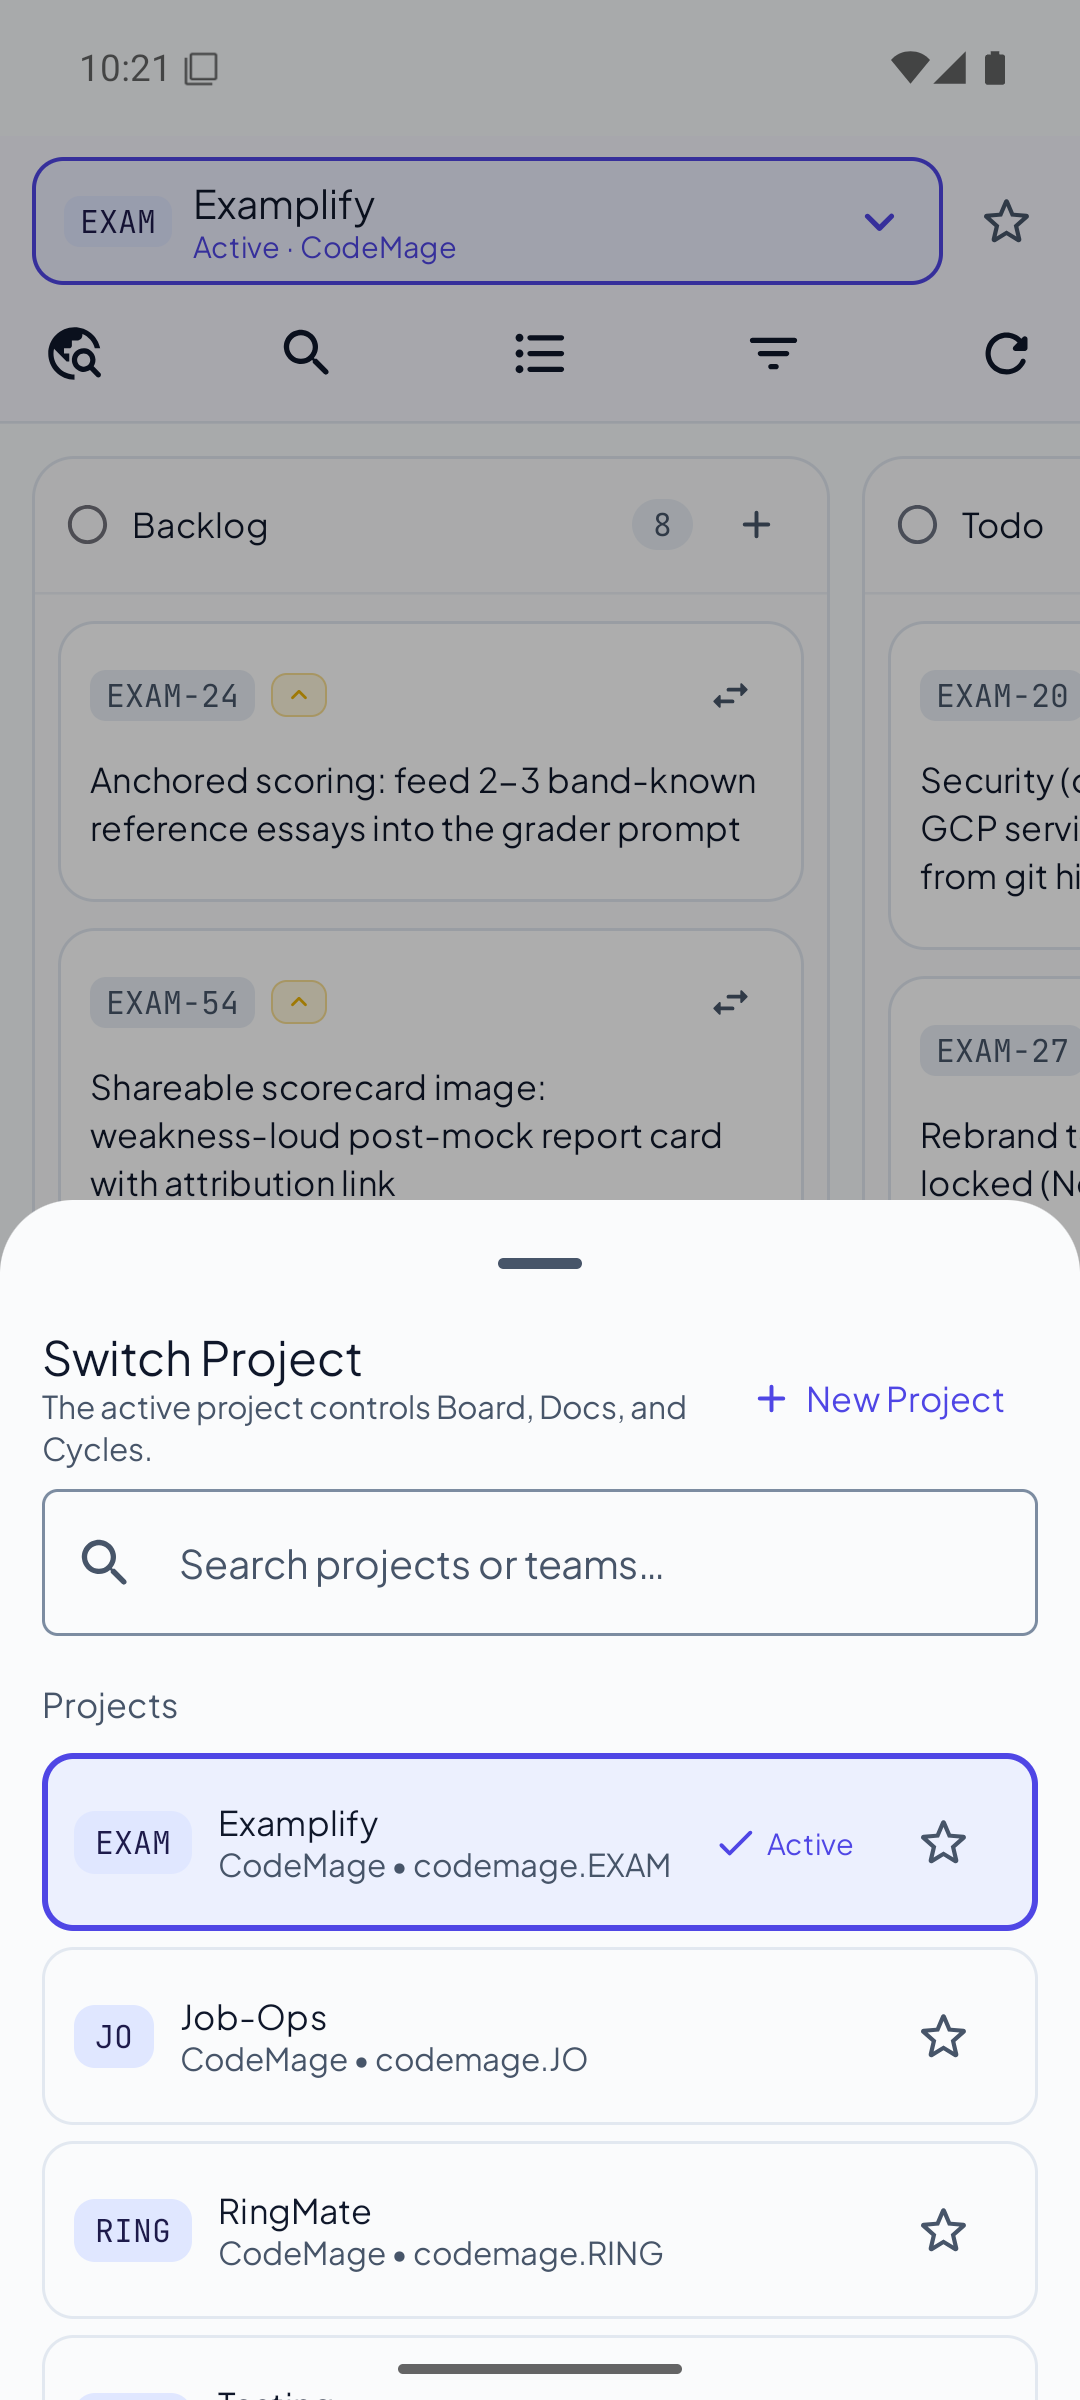 10:21
EXAM
Examplify
Active · CodeMage
Backlog
8
Todo
EXAM-24
Anchored scoring: feed 2–3 band-known
reference essays into the grader prompt
EXAM-20
Security (
GCP servi
from git hi
EXAM-54
Shareable scorecard image:
weakness-loud post-mock report card
with attribution link
EXAM-27
Rebrand t
locked (N
Switch Project
The active project controls Board, Docs, and
Cycles.
New Project
Search projects or teams...
Projects
EXAM
Examplify
CodeMage • codemage.EXAM
Active
JO
Job-Ops
CodeMage • codemage.JO
RING
RingMate
CodeMage • codemage.RING